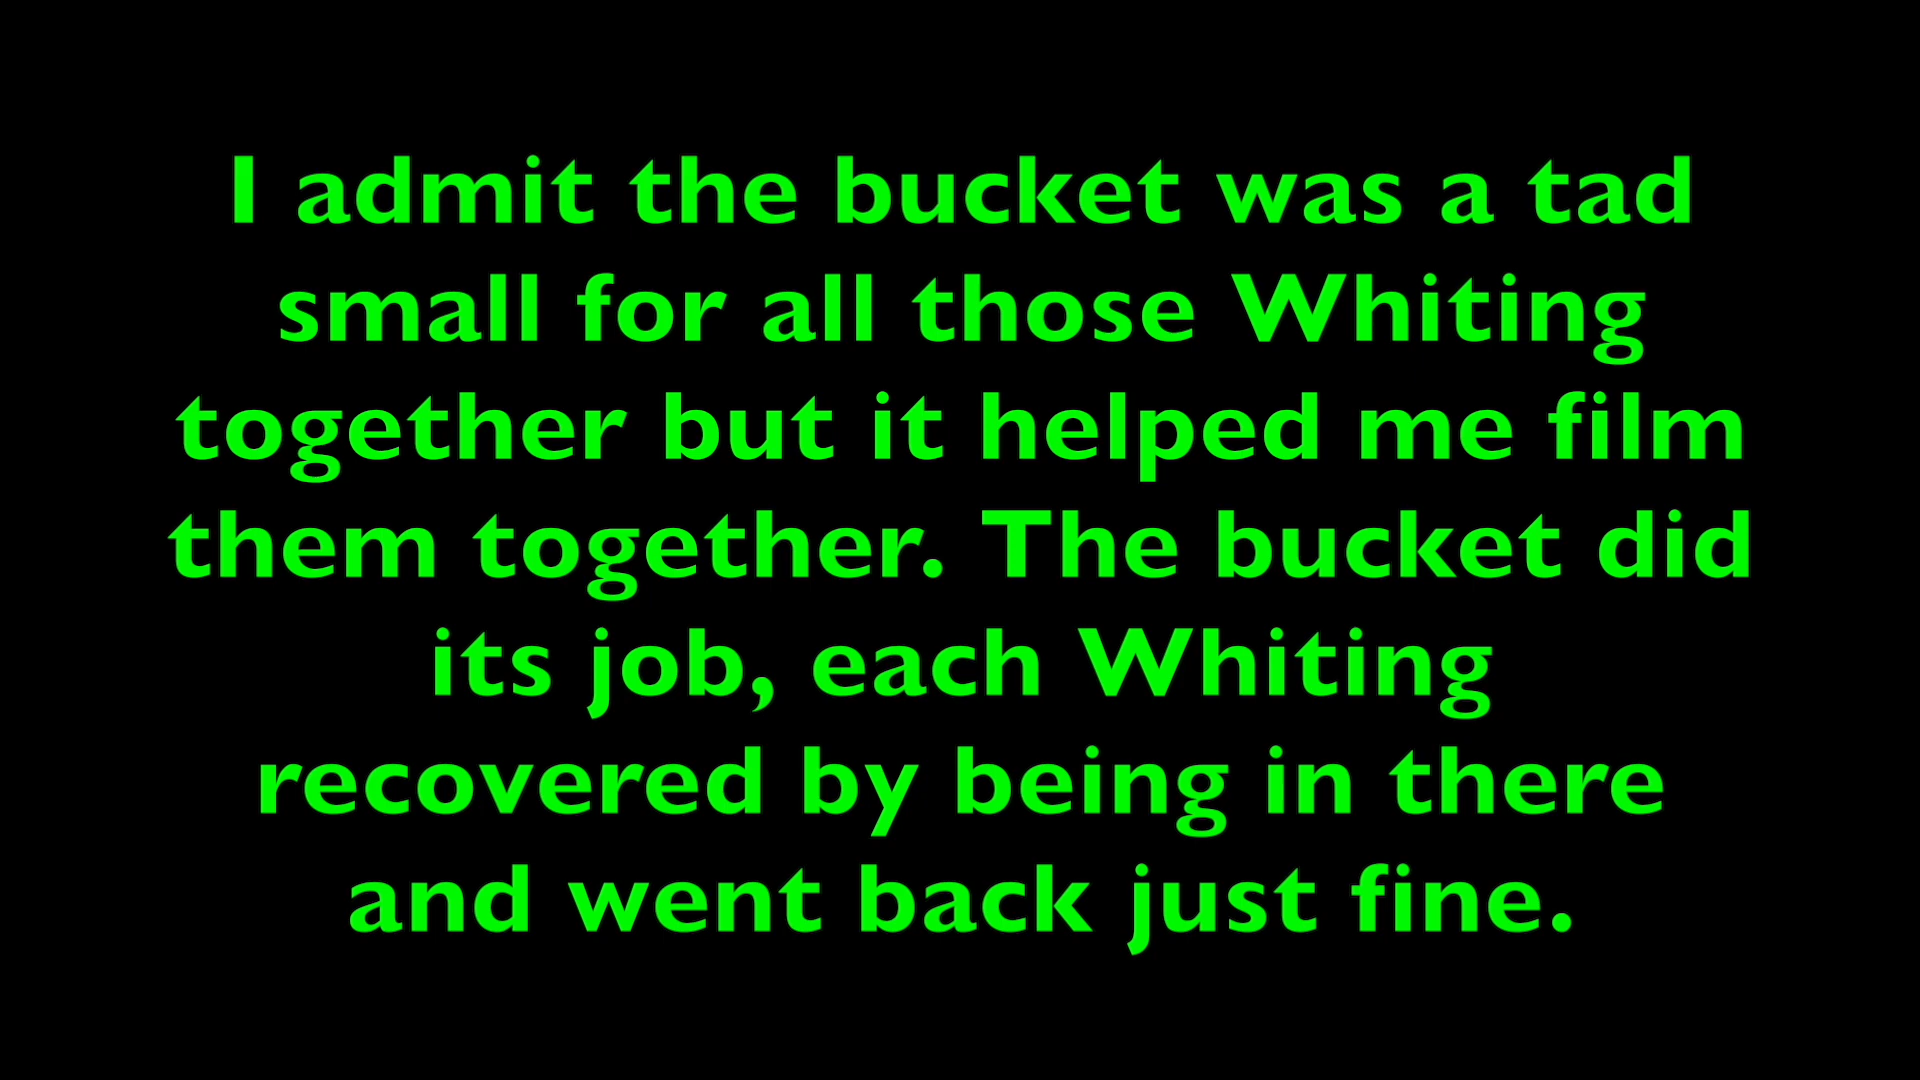 I admit the bucket was a tad
small for all those Whiting
together but it helped me film
them together. The bucket did
its job, each Whiting
recovered by being in there
and went back just fine.